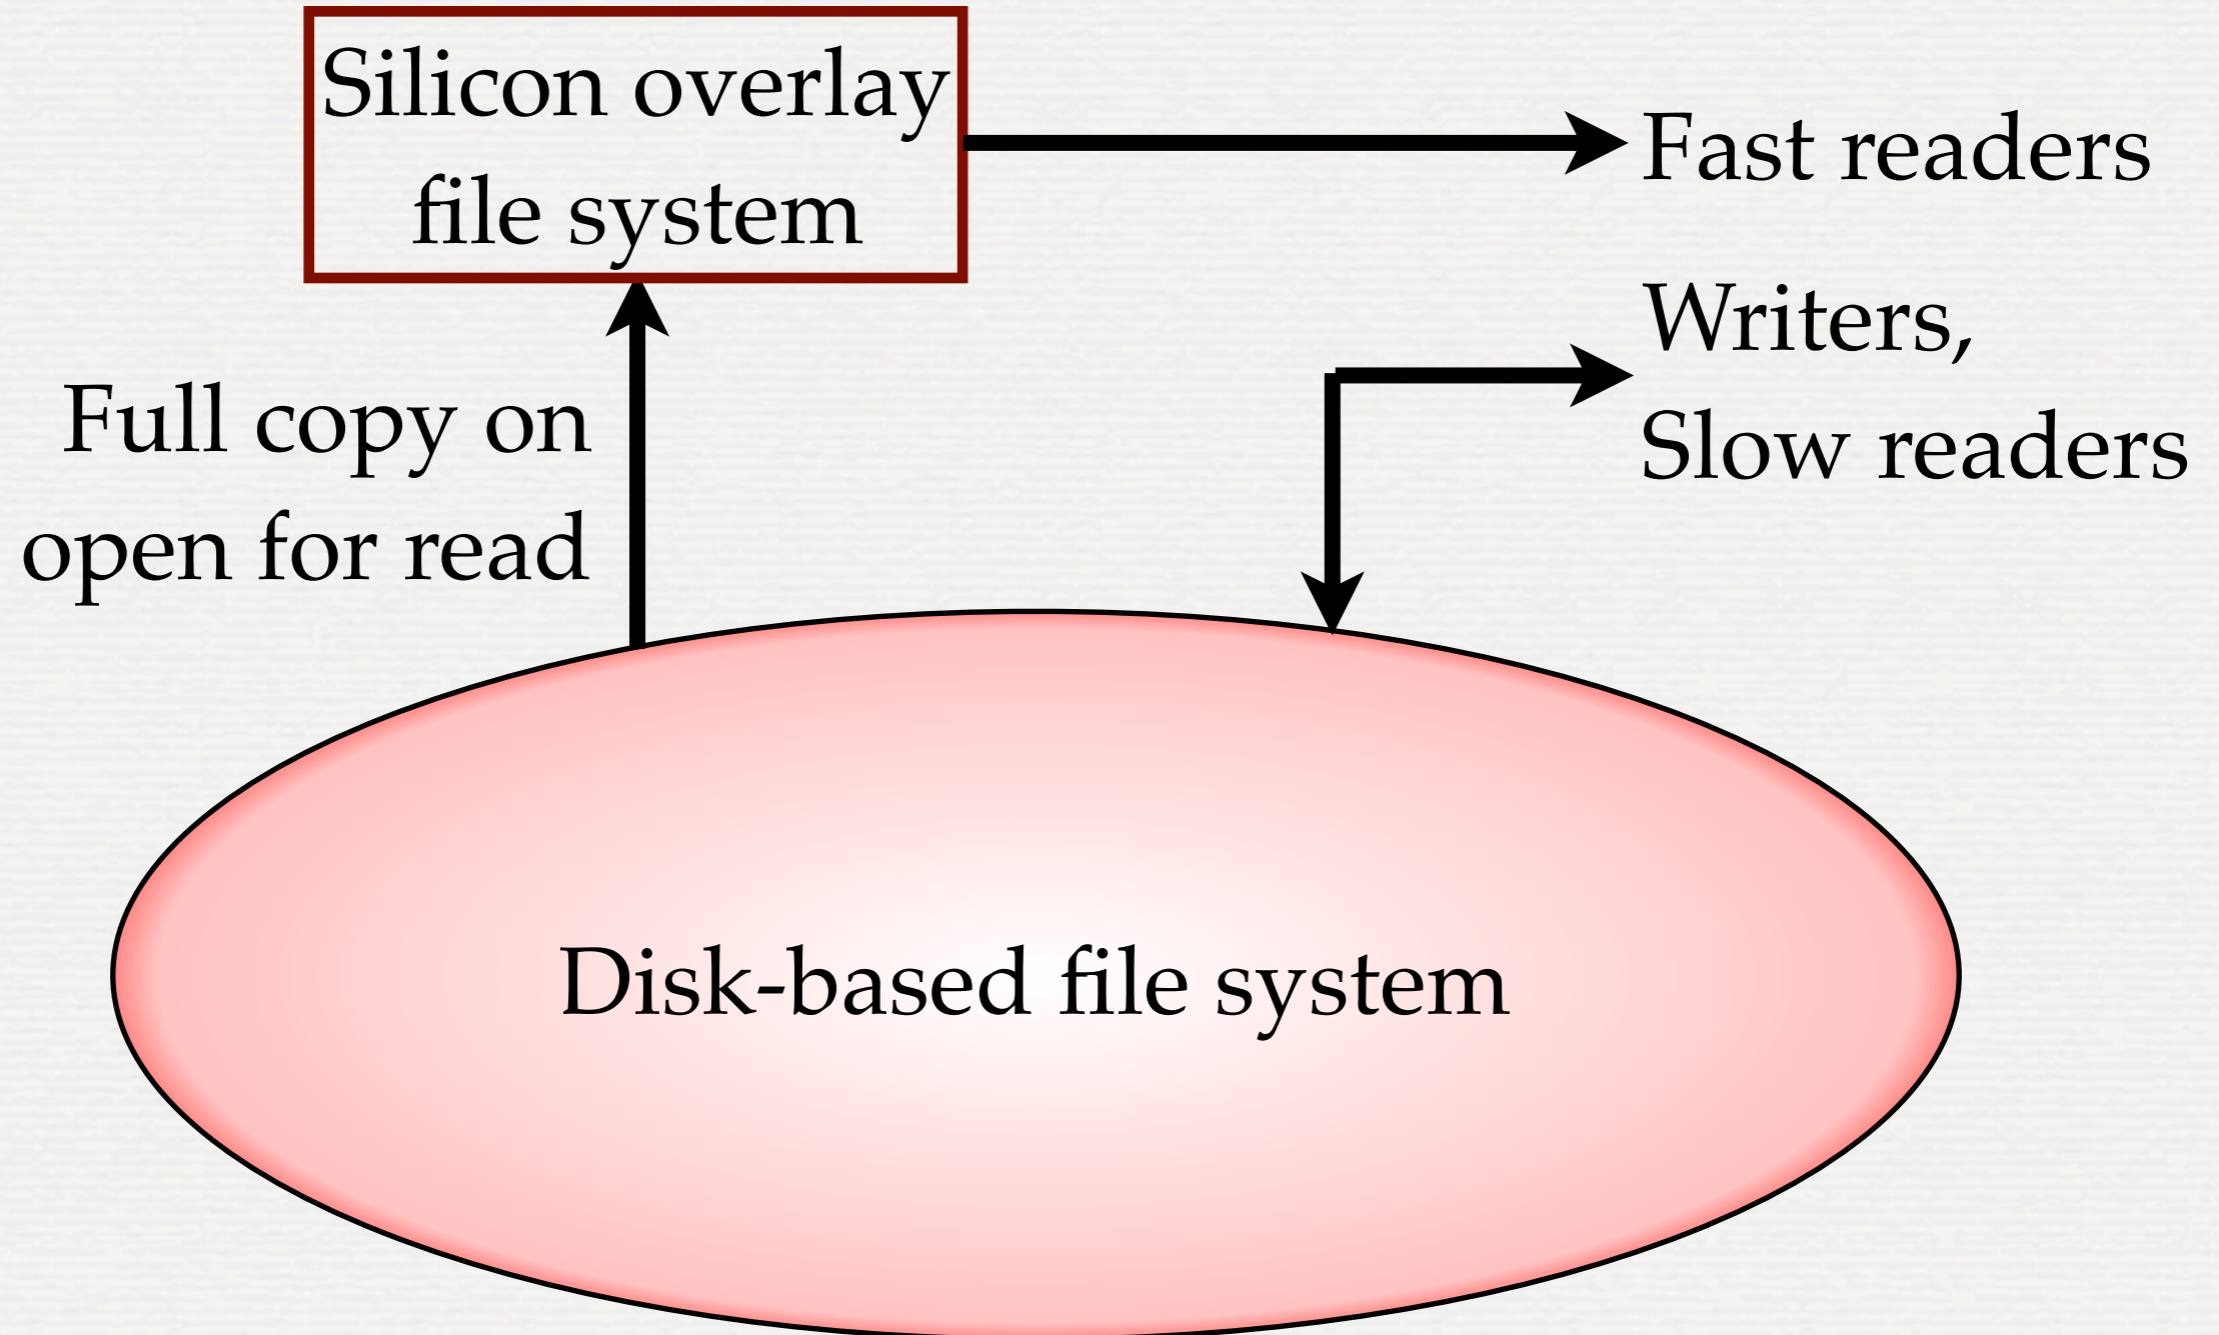 Silicon overlay
file system
Fast readers
Writers,
Slow readers
Full copy on
open for read
Disk-based file system